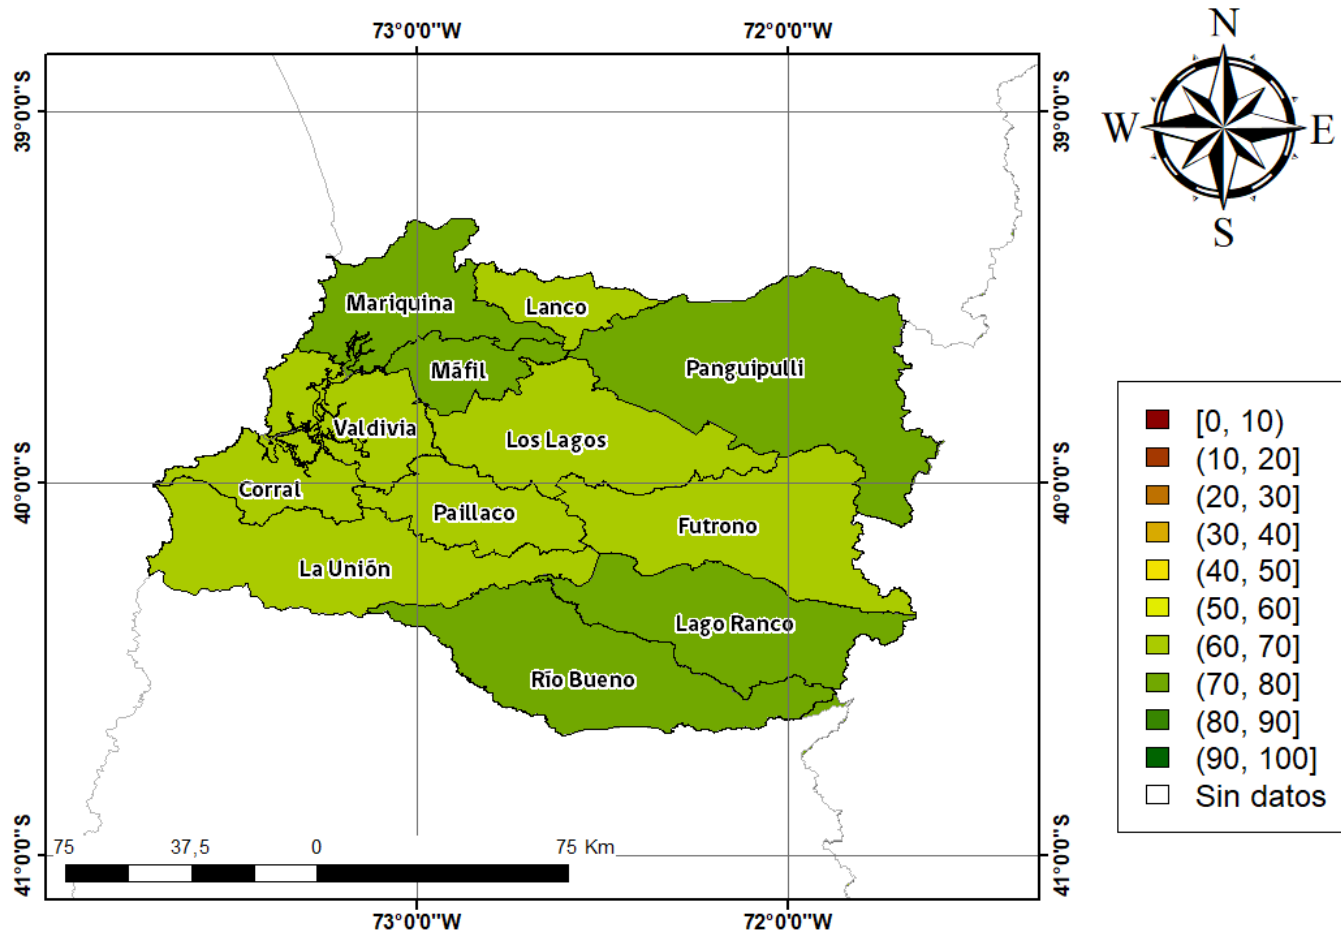 73°0'0"W
72°0'0"W
N
W
E
S
39°0'0"S
39°0'0"S
Mariquina
Lanco
Máfil
Panguipulli
Valdivia
Los Lagos
Corral
Paillaco
Futrono
La Unión
Lago Ranco
Río Bueno
40°0'0"S
40°0'0"S
[0, 10)
(10, 20]
(20, 30]
(30, 40]
(40, 50]
(50, 60]
(60, 70]
(70, 80]
(80, 90]
(90, 100]
Sin datos
75 37,5 0 75 Km
41°0'0"S
41°0'0"S
73°0'0"W
72°0'0"W